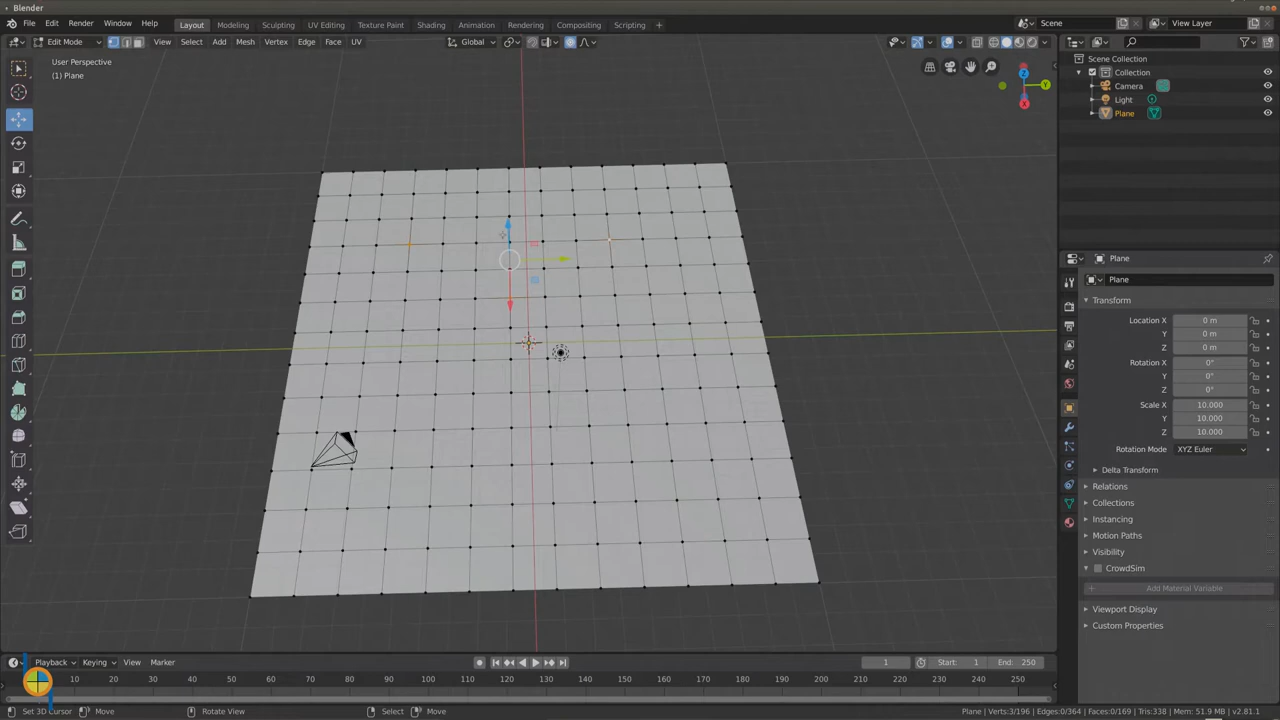 Blender
File Edit Render Window Help Layout Modeling Sculpting UV Editing Texture Paint Shading Animation Rendering Compositing Scripting + Scene View Layer
Edit Mode View Select Add Mesh Vertex Edge Face UV Global
User Perspective
(1) Plane
Z
Y
X
Scene Collection
Collection
Camera
Light
Plane
Plane
Plane
Transform
Location X 0 m
Y 0 m
Z 0 m
Rotation X 0°
Y 0°
Z 0°
Scale X 10.000
Y 10.000
Z 10.000
Rotation Mode XYZ Euler
Delta Transform
Relations
Collections
Instancing
Motion Paths
Visibility
CrowdSim
+ Add Material Variable
Viewport Display
Custom Properties
Playback Keying View Marker 1 Start: 1 End: 250
10 20 30 40 50 60 70 80 90 100 110 120 130 140 150 160 170 180 190 200 210 220 230 240 250
Set 3D Cursor Move Rotate View Select Move Plane | Verts:3/196 | Edges:0/364 | Faces:0/169 | Tris:338 | Mem: 51.9 MB | v2.81.1